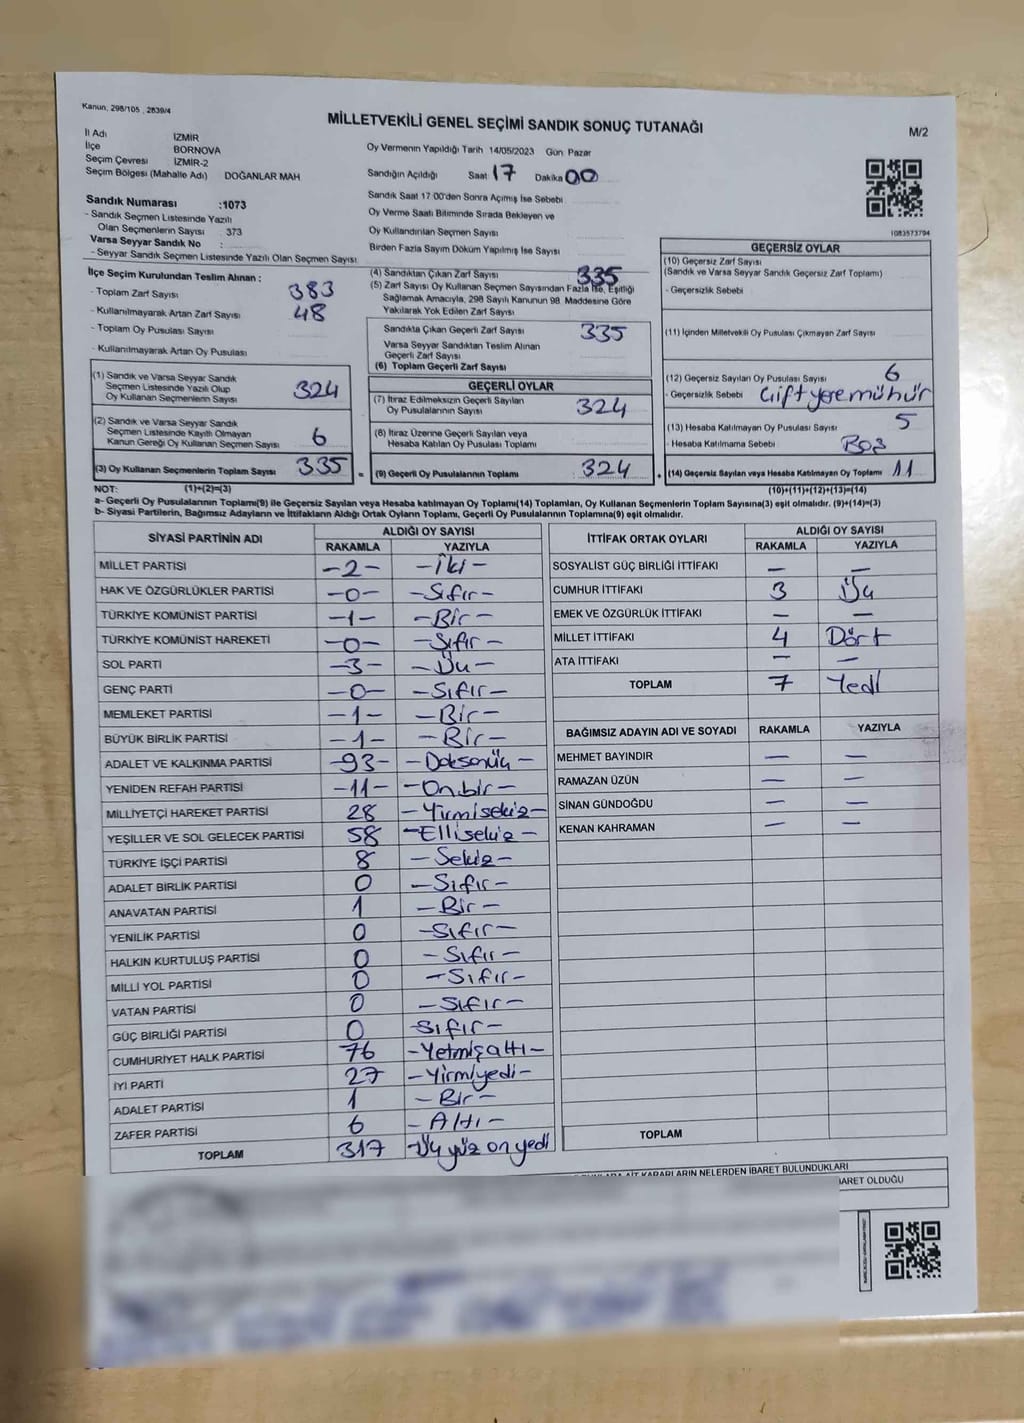 Kanun, 298/105 , 2839/4
MİLLETVEKİLİ GENEL SEÇİMİ SANDIK SONUÇ TUTANAĞI
M/2
İl Adı İZMİR
İlçe BORNOVA
Seçim Çevresi İZMİR-2
Seçim Bölgesi (Mahalle Adı) DOĞANLAR MAH
Oy Vermenin Yapıldığı Tarih 14/05/2023 Gün Pazar
Sandığın Açıldığı Saat 17 Dakika 00
Sandık Saat 17:00'den Sonra Açımış İse Sebebi
Oy Verme Saati Bitiminde Sırada Bekleyen ve
Oy Kullandırılan Seçmen Sayısı
Birden Fazla Sayım Döküm Yapılmış İse Sayısı
Sandık Numarası :1073
- Sandık Seçmen Listesinde Yazılı
Olan Seçmenlerin Sayısı : 373
Varsa Seyyar Sandık No :
- Seyyar Sandık Seçmen Listesinde Yazılı Olan Seçmen Sayısı
1083573794
İlçe Seçim Kurulundan Teslim Alınan :
- Toplam Zarf Sayısı 383
- Kullanılmayarak Artan Zarf Sayısı 48
- Toplam Oy Pusulası Sayısı
- Kullanılmayarak Artan Oy Pusulası
(4) Sandıktan Çıkan Zarf Sayısı 335
(5) Zarf Sayısı Oy Kullanan Seçmen Sayısından Fazla İse, Eşitliği
Sağlamak Amacıyla, 298 Sayılı Kanunun 98. Maddesine Göre
Yakılarak Yok Edilen Zarf Sayısı
Sandıkta Çıkan Geçerli Zarf Sayısı 335
Varsa Seyyar Sandıktan Teslim Alınan
Geçerli Zarf Sayısı
(6) Toplam Geçerli Zarf Sayısı
GEÇERSİZ OYLAR
(10) Geçersiz Zarf Sayısı
(Sandık ve Varsa Seyyar Sandık Geçersiz Zarf Toplamı)
- Geçersizlik Sebebi
(11) İçinden Milletvekili Oy Pusulası Çıkmayan Zarf Sayısı
(12) Geçersiz Sayılan Oy Pusulası Sayısı 6
- Geçersizlik Sebebi Çift yere mühür
(13) Hesaba Katılmayan Oy Pusulası Sayısı 5
- Hesaba Katılmama Sebebi Boş
(14) Geçersiz Sayılan veya Hesaba Katılmayan Oy Toplamı 11
(10)+(11)+(12)+(13)=(14)
(1) Sandık ve Varsa Seyyar Sandık
Seçmen Listesinde Yazılı Olup
Oy Kullanan Seçmenlerin Sayısı 324
(2) Sandık ve Varsa Seyyar Sandık
Seçmen Listesinde Kayıtlı Olmayan
Kanun Gereği Oy Kullanan Seçmen Sayısı 6
(3) Oy Kullanan Seçmenlerin Toplam Sayısı 335
GEÇERLİ OYLAR
(7) İtiraz Edilmeksizin Geçerli Sayılan
Oy Pusulalarının Sayısı 324
(8) İtiraz Üzerine Geçerli Sayılan veya
Hesaba Katılan Oy Pusulası Toplamı
= (9) Geçerli Oy Pusulalarının Toplamı 324 +
NOT: (1)+(2)=(3)
a- Geçerli Oy Pusulalarının Toplamı(9) ile Geçersiz Sayılan veya Hesaba katılmayan Oy Toplamı(14) Toplamları, Oy Kullanan Seçmenlerin Toplam Sayısına(3) eşit olmalıdır. (9)+(14)=(3)
b- Siyasi Partilerin, Bağımsız Adayların ve İttifakların Aldığı Ortak Oyların Toplamı, Geçerli Oy Pusulalarının Toplamına(9) eşit olmalıdır.
SİYASİ PARTİNİN ADI ALDIĞI OY SAYISI
RAKAMLA YAZIYLA
MİLLET PARTİSİ -2- -İki-
HAK VE ÖZGÜRLÜKLER PARTİSİ -0- -Sıfır-
TÜRKİYE KOMÜNİST PARTİSİ -1- -Bir-
TÜRKİYE KOMÜNİST HAREKETİ -0- -Sıfır-
SOL PARTİ -3- -Üç-
GENÇ PARTİ -0- -Sıfır-
MEMLEKET PARTİSİ -1- -Bir-
BÜYÜK BİRLİK PARTİSİ -1- -Bir-
ADALET VE KALKINMA PARTİSİ -93- -Doksanüç-
YENİDEN REFAH PARTİSİ -11- -Onbir-
MİLLİYETÇİ HAREKET PARTİSİ 28 -Yirmisekiz-
YEŞİLLER VE SOL GELECEK PARTİSİ 58 -Ellisekiz-
TÜRKİYE İŞÇİ PARTİSİ 8 -Sekiz-
ADALET BİRLİK PARTİSİ 0 -Sıfır-
ANAVATAN PARTİSİ 1 -Bir-
YENİLİK PARTİSİ 0 -Sıfır-
HALKIN KURTULUŞ PARTİSİ 0 -Sıfır-
MİLLİ YOL PARTİSİ 0 -Sıfır-
VATAN PARTİSİ 0 -Sıfır-
GÜÇ BİRLİĞİ PARTİSİ 0 Sıfır-
CUMHURİYET HALK PARTİSİ 76 -Yetmişaltı-
İYİ PARTİ 27 -Yirmiyedi-
ADALET PARTİSİ 1 -Bir-
ZAFER PARTİSİ 6 -Altı-
TOPLAM 317 -Üç yüz on yedi
İTTİFAK ORTAK OYLARI ALDIĞI OY SAYISI
RAKAMLA YAZIYLA
SOSYALİST GÜÇ BİRLİĞİ İTTİFAKI — —
CUMHUR İTTİFAKI 3 Üç
EMEK VE ÖZGÜRLÜK İTTİFAKI — —
MİLLET İTTİFAKI 4 Dört
ATA İTTİFAKI — —
TOPLAM 7 Yedi
BAĞIMSIZ ADAYIN ADI VE SOYADI RAKAMLA YAZIYLA
MEHMET BAYINDIR — —
RAMAZAN ÜZÜN — —
SİNAN GÜNDOĞDU — —
KENAN KAHRAMAN — —
TOPLAM
KARARLARIN NELERDEN İBARET BULUNDUKLARI
İBARET OLDUĞU